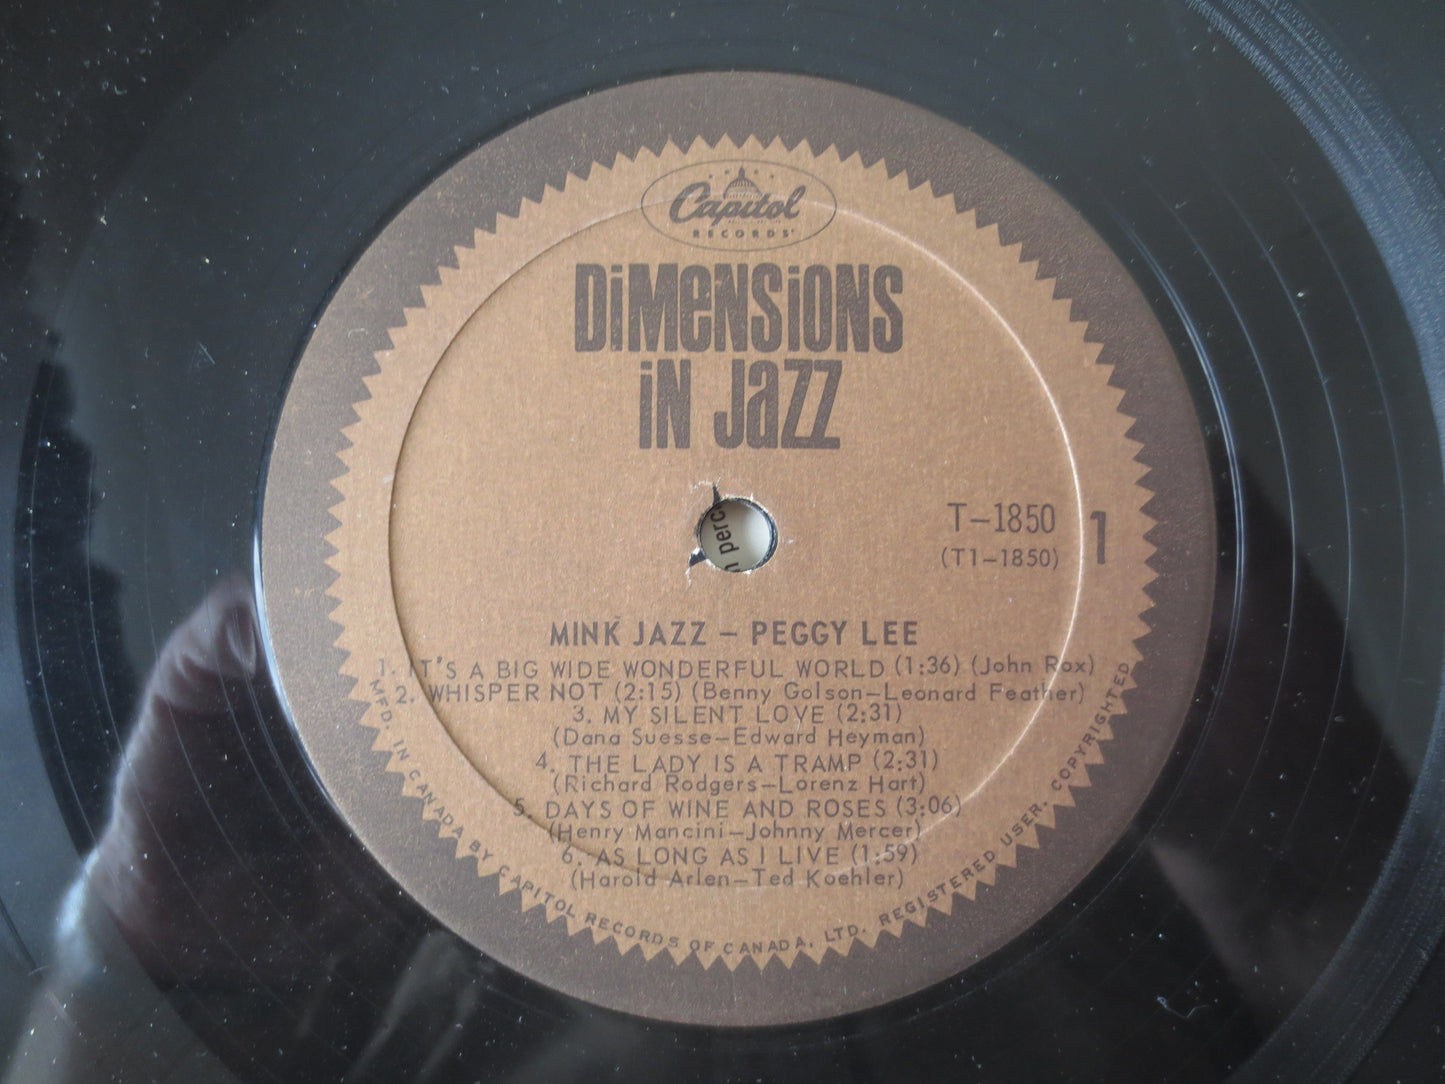 Capitol
RECORDS
DiMeNSiONS
iN JaZZ
T-1850
(T1-1850)
1
MINK JAZZ - PEGGY LEE
1. IT'S A BIG WIDE WONDERFUL WORLD (1:36) (John Rox)
2. WHISPER NOT (2:15) (Benny Golson-Leonard Feather)
3. MY SILENT LOVE (2:31)
(Dana Suesse-Edward Heyman)
4. THE LADY IS A TRAMP (2:31)
(Richard Rodgers-Lorenz Hart)
5. DAYS OF WINE AND ROSES (3:06)
(Henry Mancini-Johnny Mercer)
6. AS LONG AS I LIVE (1:59)
(Harold Arlen-Ted Koehler)
MFD. IN CANADA BY CAPITOL RECORDS OF CANADA, LTD. REGISTERED USER. COPYRIGHTED